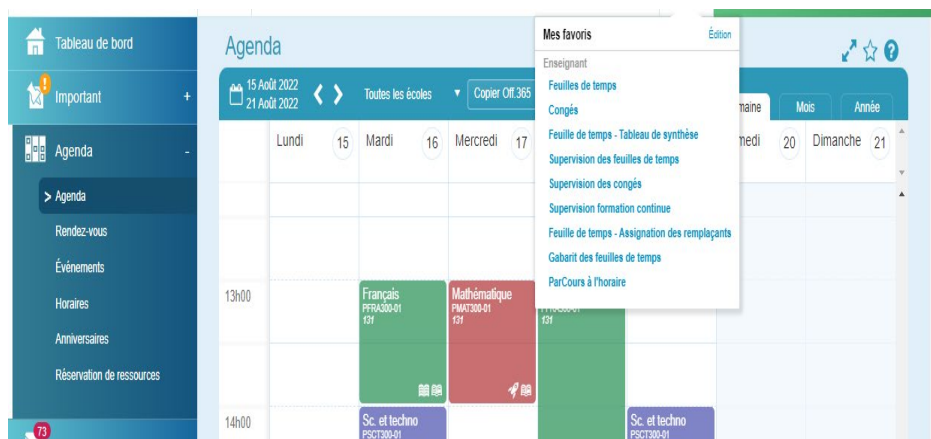 Tableau de bord
Important
+
Agenda
-
> Agenda
Rendez-vous
Événements
Horaires
Anniversaires
Réservation de ressources
73
Agenda
15 Août 2022
21 Août 2022
Toutes les écoles
Copier Off.365
Mois
Année
Lundi 15
Mardi 16
Mercredi 17
20
Dimanche 21
13h00
Français
PFRA300-01
131
Mathématique
PMAT300-01
131
131
14h00
Sc. et techno
PSCT300-01
Sc. et techno
PSCT300-01
Mes favoris
Édition
Enseignant
Feuilles de temps
Congés
Feuille de temps - Tableau de synthèse
Supervision des feuilles de temps
Supervision des congés
Supervision formation continue
Feuille de temps - Assignation des remplaçants
Gabarit des feuilles de temps
ParCours à l'horaire